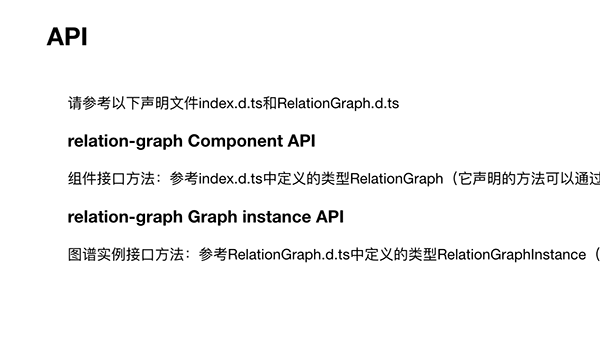 API
请参考以下声明文件index.d.ts和RelationGraph.d.ts
relation-graph Component API
组件接口方法：参考index.d.ts中定义的类型RelationGraph（它声明的方法可以通过
relation-graph Graph instance API
图谱实例接口方法：参考RelationGraph.d.ts中定义的类型RelationGraphInstance（